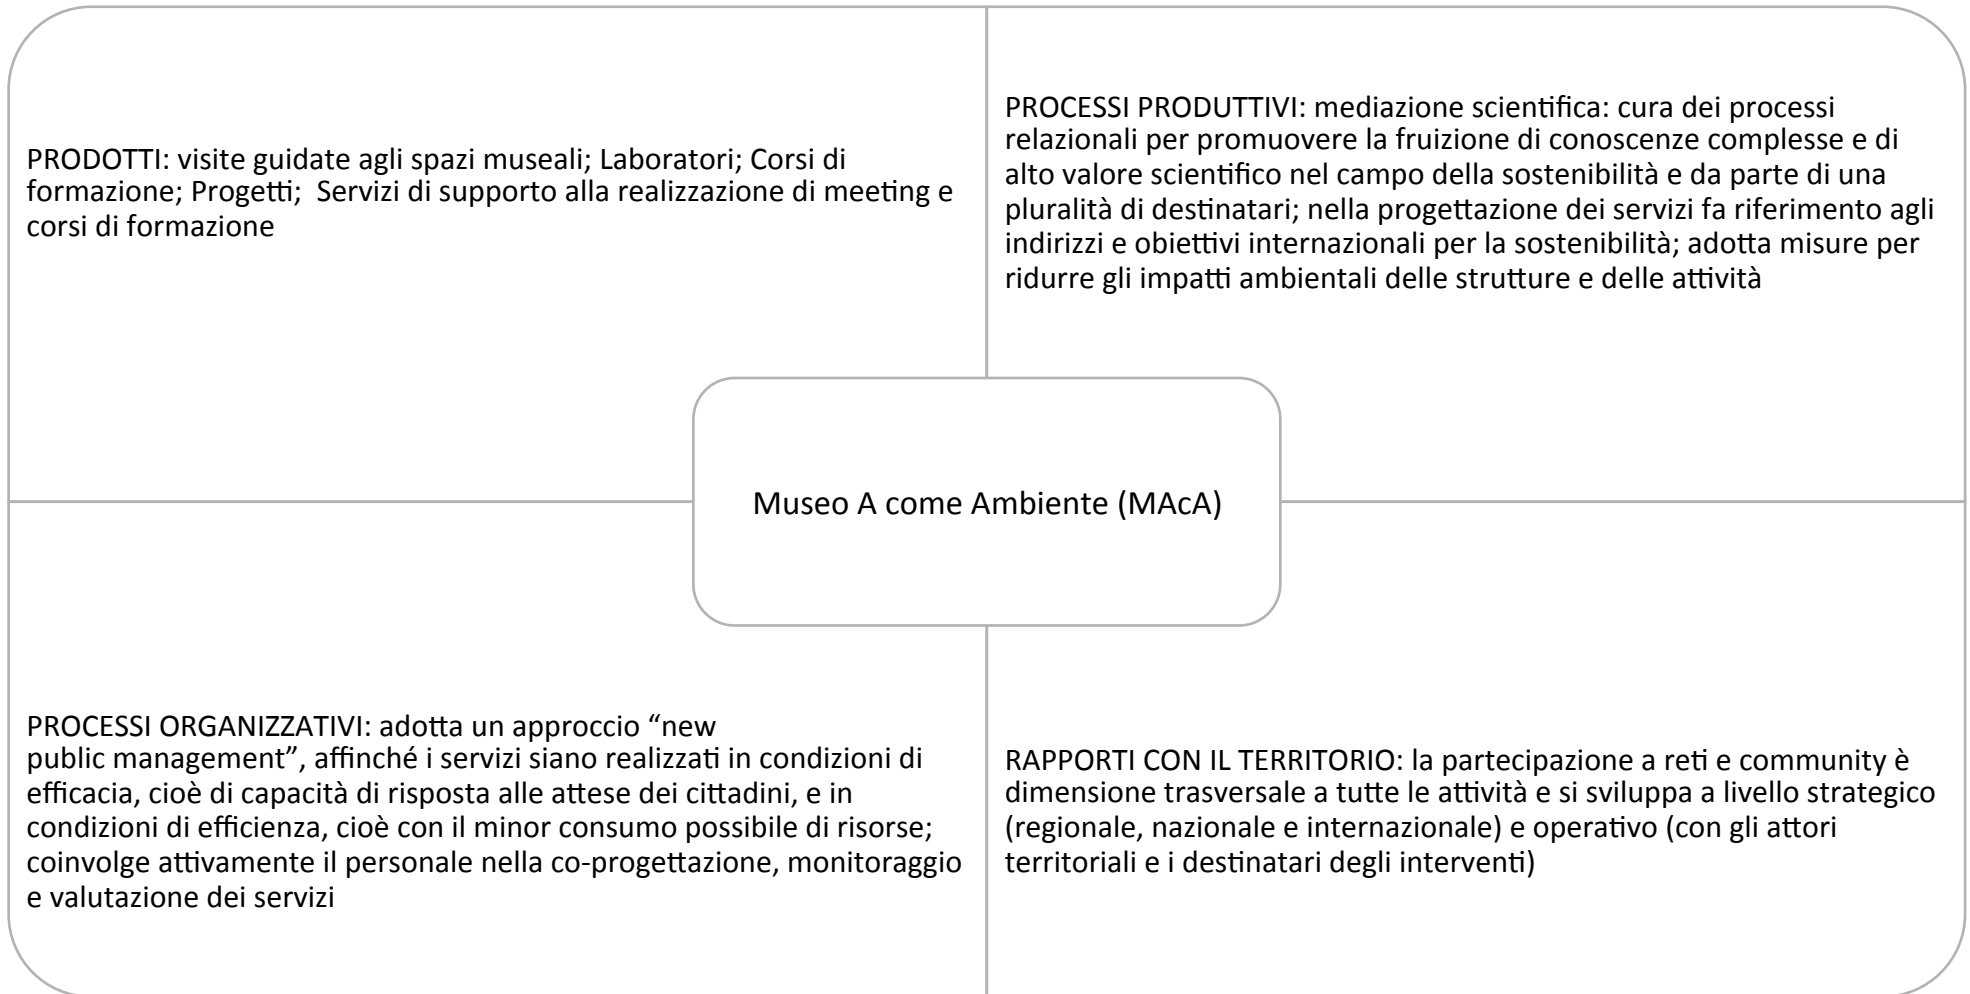 PRODOTTI: visite guidate agli spazi museali; Laboratori; Corsi di
formazione; Progetti;  Servizi di supporto alla realizzazione di meeting e
corsi di formazione
PROCESSI PRODUTTIVI: mediazione scientifica: cura dei processi
relazionali per promuovere la fruizione di conoscenze complesse e di
alto valore scientifico nel campo della sostenibilità e da parte di una
pluralità di destinatari; nella progettazione dei servizi fa riferimento agli
indirizzi e obiettivi internazionali per la sostenibilità; adotta misure per
ridurre gli impatti ambientali delle strutture e delle attività
Museo A come Ambiente (MAcA)
PROCESSI ORGANIZZATIVI: adotta un approccio “new
public management”, affinché i servizi siano realizzati in condizioni di
efficacia, cioè di capacità di risposta alle attese dei cittadini, e in
condizioni di efficienza, cioè con il minor consumo possibile di risorse;
coinvolge attivamente il personale nella co-progettazione, monitoraggio
e valutazione dei servizi
RAPPORTI CON IL TERRITORIO: la partecipazione a reti e community è
dimensione trasversale a tutte le attività e si sviluppa a livello strategico
(regionale, nazionale e internazionale) e operativo (con gli attori
territoriali e i destinatari degli interventi)